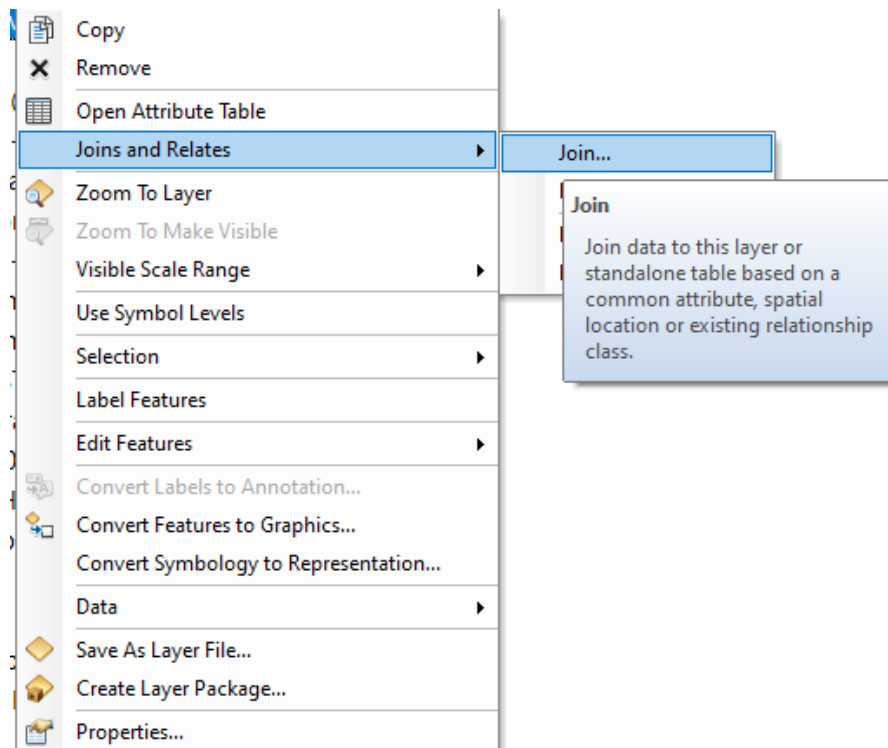 Copy
Remove
Open Attribute Table
Joins and Relates
Join...
Zoom To Layer
Join
Zoom To Make Visible
Join data to this layer or
standalone table based on a
common attribute, spatial
location or existing relationship
class.
Visible Scale Range
Use Symbol Levels
Selection
Label Features
Edit Features
Convert Labels to Annotation...
Convert Features to Graphics...
Convert Symbology to Representation...
Data
Save As Layer File...
Create Layer Package...
Properties...